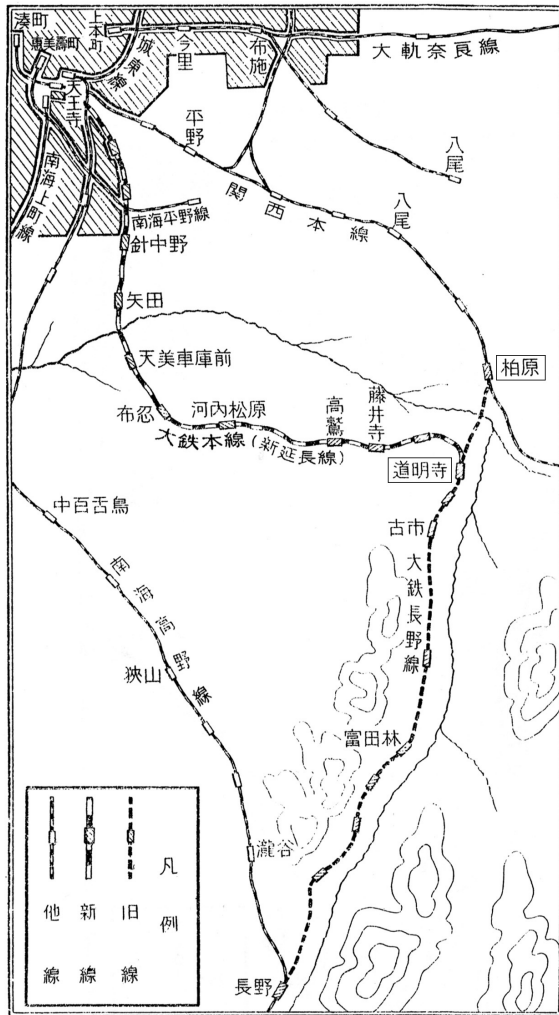 湊町
恵美壽町
上本町
城東線
今里
布施
大軌奈良線
天王寺
平野
八尾
南海上町線
南海平野線
関西本線
八尾
針中野
矢田
天美車庫前
柏原
布忍
河内松原
高鷲
藤井寺
大鉄本線(新延長線)
道明寺
中百舌鳥
古市
南海高野線
大鉄長野線
狭山
富田林
瀧谷
長野
凡例
旧線
新線
他線